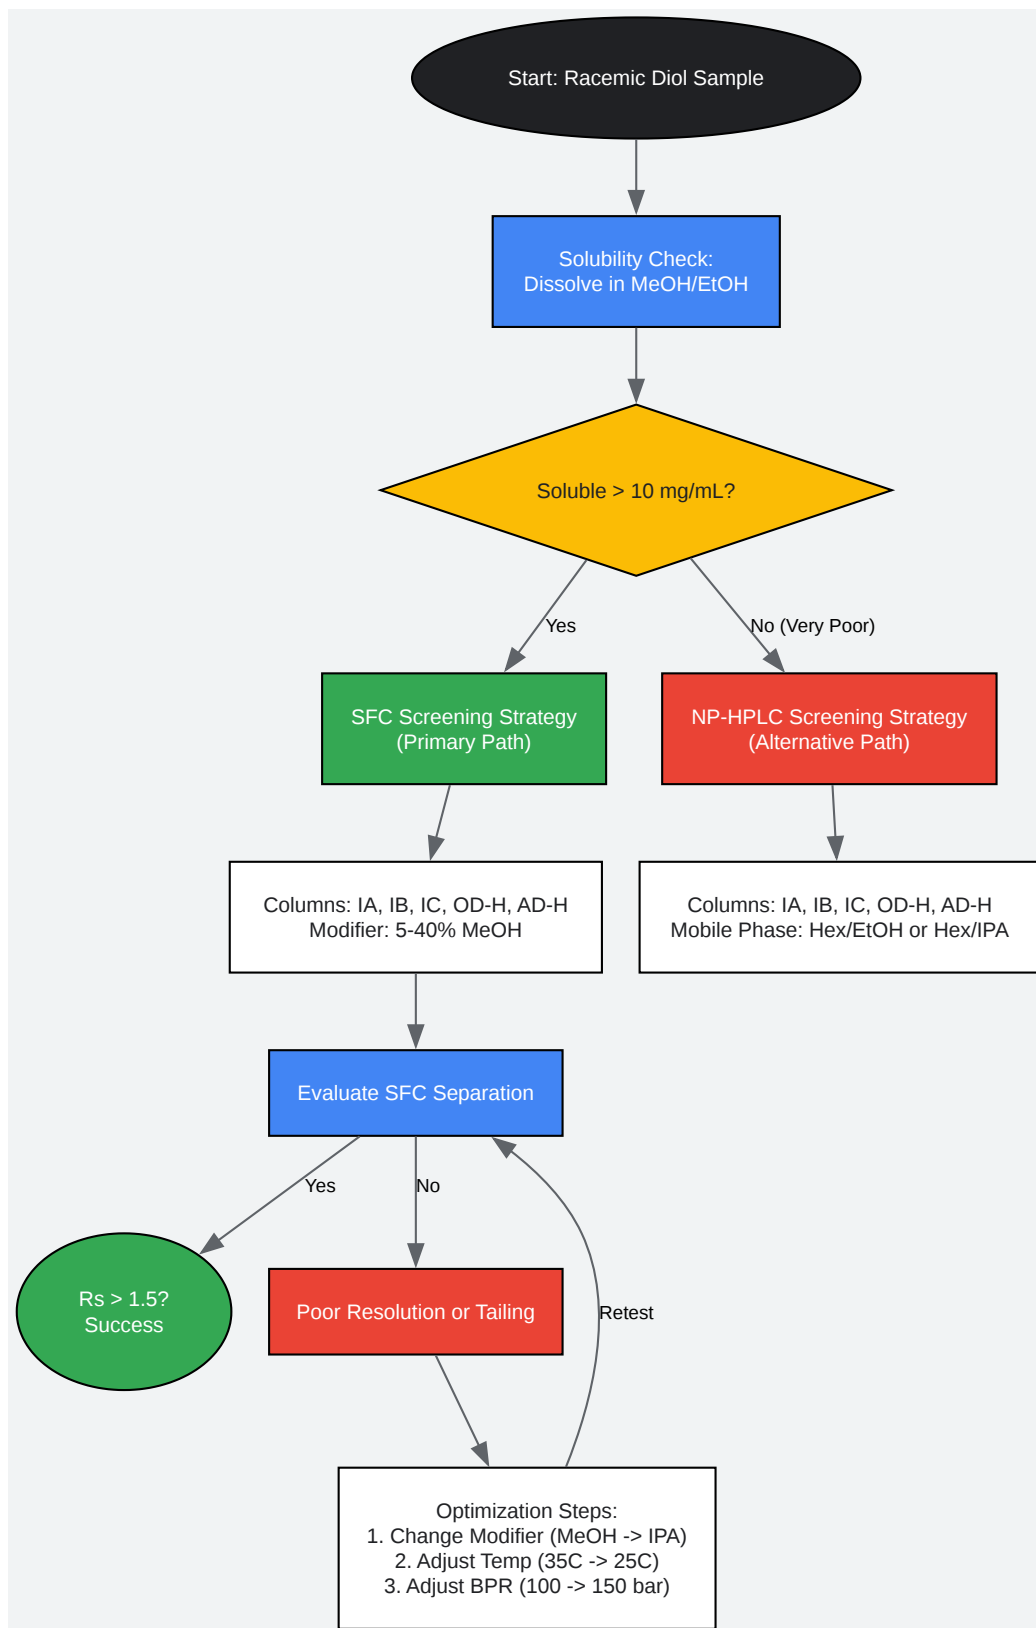 Start: Racemic Diol Sample
Solubility Check:
Dissolve in MeOH/EtOH
Soluble > 10 mg/mL?
Yes
No (Very Poor)
SFC Screening Strategy
(Primary Path)
NP-HPLC Screening Strategy
(Alternative Path)
Columns: IA, IB, IC, OD-H, AD-H
Modifier: 5-40% MeOH
Columns: IA, IB, IC, OD-H, AD-H
Mobile Phase: Hex/EtOH or Hex/IPA
Evaluate SFC Separation
Yes
No
Rs > 1.5?
Success
Poor Resolution or Tailing
Retest
Optimization Steps:
1. Change Modifier (MeOH -> IPA)
2. Adjust Temp (35C -> 25C)
3. Adjust BPR (100 -> 150 bar)